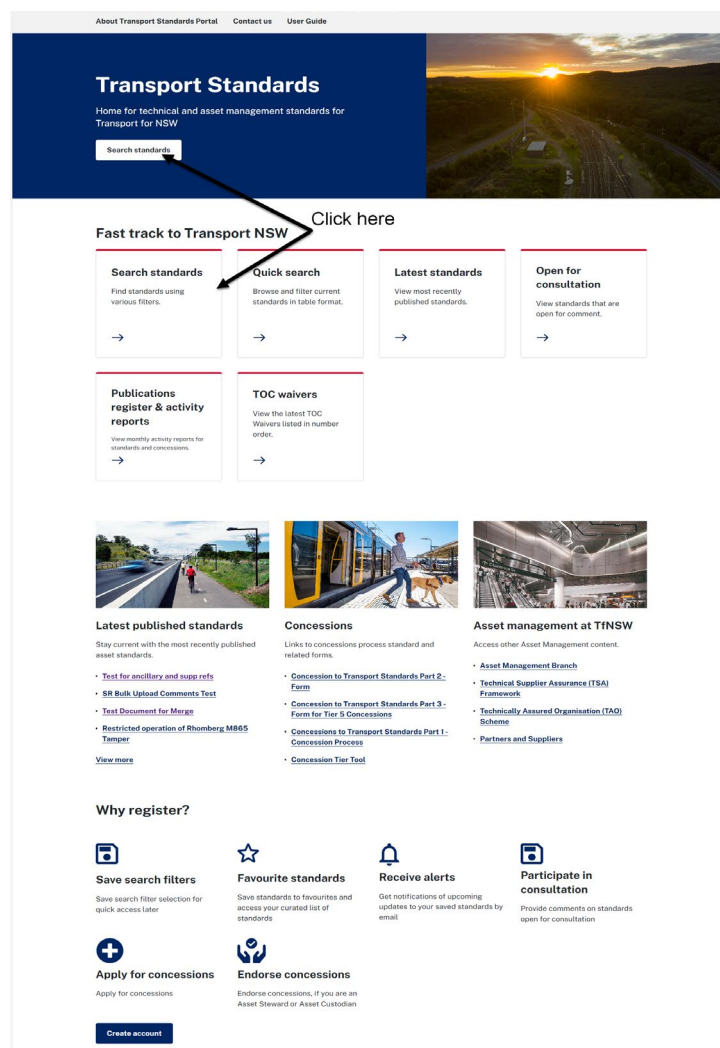 About Transport Standards Portal Contact us User Guide
Transport Standards
Home for technical and asset management standards for
Transport for NSW
Search standards
Click here
Fast track to Transport NSW
Search standards
Find standards using
various filters.
Quick search
Browse and filter current
standards in table format.
Latest standards
View most recently
published standards.
Open for
consultation
View standards that are
open for comment.
Publications
register & activity
reports
View monthly activity reports for
standards and concessions.
TOC waivers
View the latest TOC
Waivers listed in number
order.
Latest published standards
Stay current with the most recently published
asset standards.
• Test for ancillary and supp refs
• SR Bulk Upload Comments Test
• Test Document for Merge
• Restricted operation of Rhomberg M865
Tamper
View more
Concessions
Links to concessions process standard and
related forms.
• Concession to Transport Standards Part 2 -
Form
• Concession to Transport Standards Part 3 -
Form for Tier 5 Concessions
• Concessions to Transport Standards Part 1 -
Concession Process
• Concession Tier Tool
Asset management at TfNSW
Access other Asset Management content.
• Asset Management Branch
• Technical Supplier Assurance (TSA)
Framework
• Technically Assured Organisation (TAO)
Scheme
• Partners and Suppliers
Why register?
Save search filters
Save search filter selection for
quick access later
Favourite standards
Save standards to favourites and
access your curated list of
standards
Receive alerts
Get notifications of upcoming
updates to your saved standards by
email
Participate in
consultation
Provide comments on standards
open for consultation
Apply for concessions
Apply for concessions
Endorse concessions
Endorse concessions, if you are an
Asset Steward or Asset Custodian
Create account